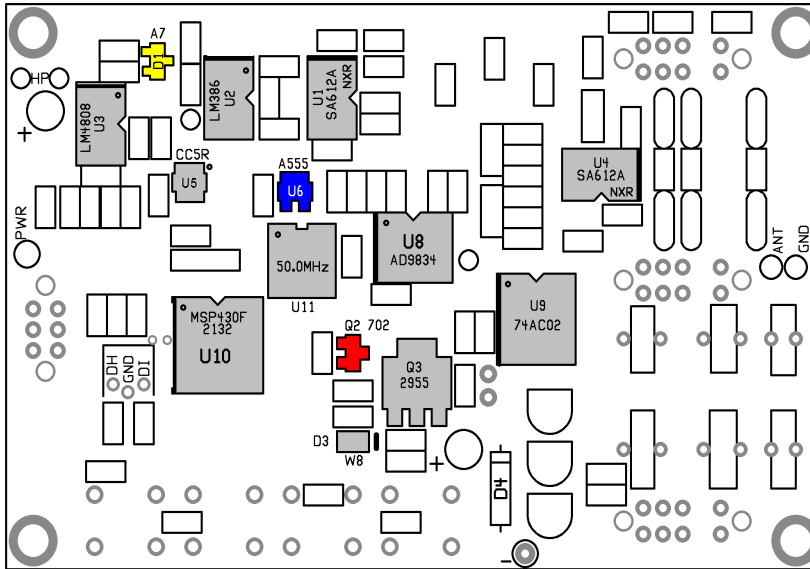 A7
D1
HP
+
LM4808
U3
LM386
U2
U1
SA612A
NXR
CC5R
U5
A555
U6
U4
SA612A
NXR
PWR
U8
AD9834
50.0MHz
U11
ANT
GND
MSP430F
2132
U10
U9
74AC02
Q2 702
Q3
2955
DH
GND
DI
D3
W8
+
D4
-